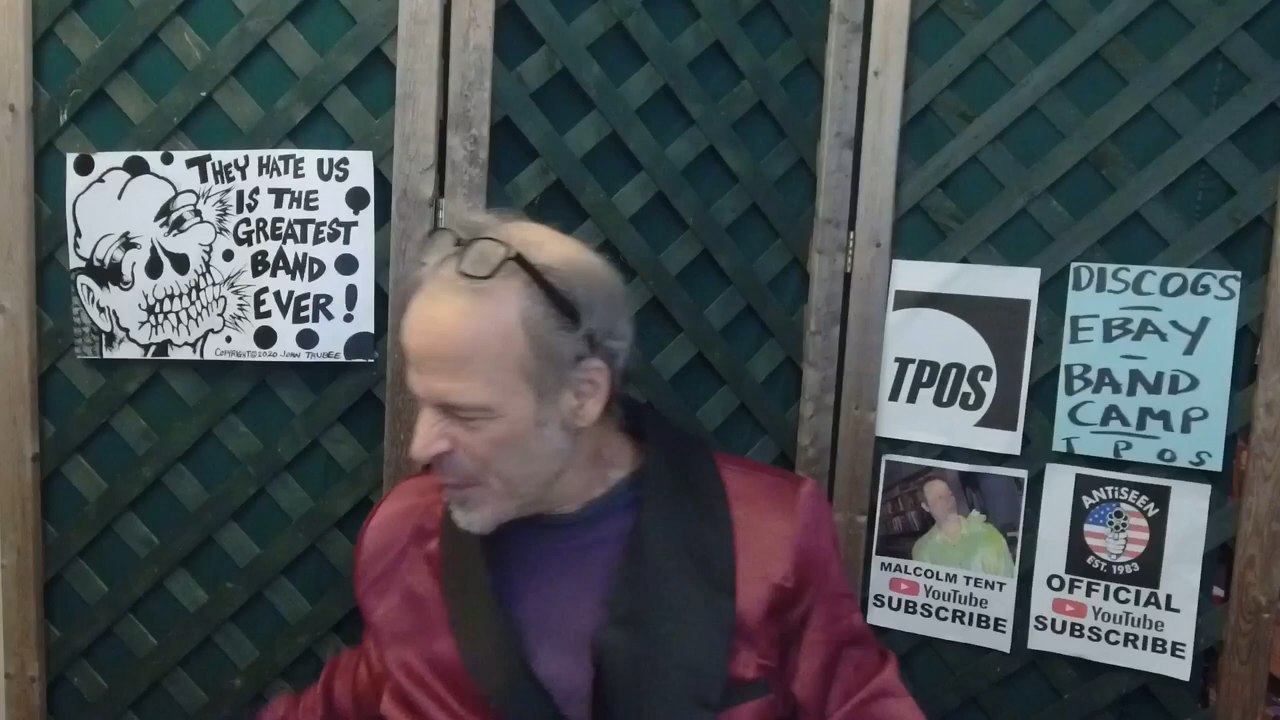 THEY HATE US
IS THE
GREATEST
BAND
EVER!
COPYRIGHT©2020 JOHN TRUBEE
TPOS
DISCOGS
EBAY
BAND
CAMP
TPOS
MALCOLM TENT
YouTube
SUBSCRIBE
ANTiSEEN
EST. 1983
OFFICIAL
YouTube
SUBSCRIBE